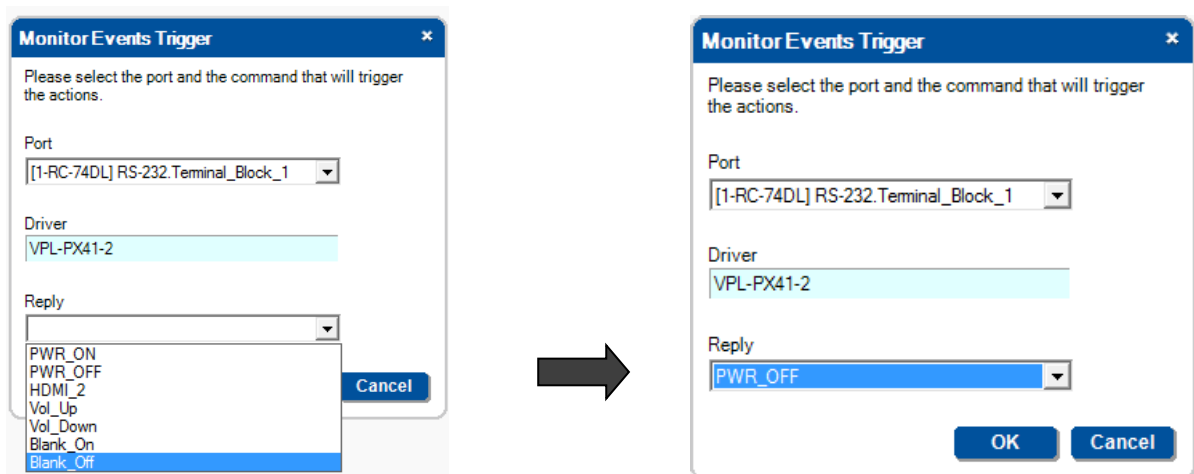 Monitor Events Trigger
Please select the port and the command that will trigger
the actions.
Port
[1-RC-74DL] RS-232.Terminal_Block_1
Driver
VPL-PX41-2
Reply
PWR_ON
PWR_OFF
HDMI_2
Vol_Up
Vol_Down
Blank_On
Blank_Off
Cancel
Monitor Events Trigger
Please select the port and the command that will trigger
the actions.
Port
[1-RC-74DL] RS-232.Terminal_Block_1
Driver
VPL-PX41-2
Reply
PWR_OFF
OK
Cancel